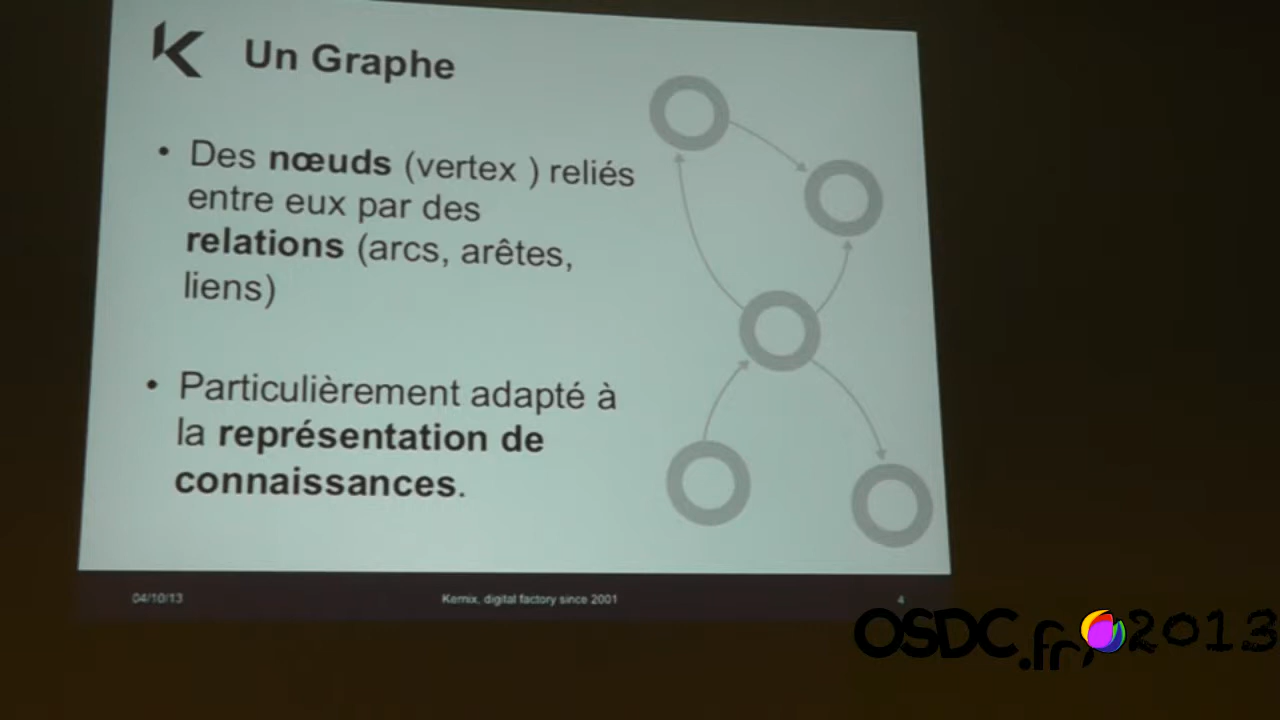 Un Graphe
• Des nœuds (vertex ) reliés
entre eux par des
relations (arcs, arêtes,
liens)
• Particulièrement adapté à
la représentation de
connaissances.
04/10/13
Kernix, digital factory since 2001
4
OSDC.fr 2013